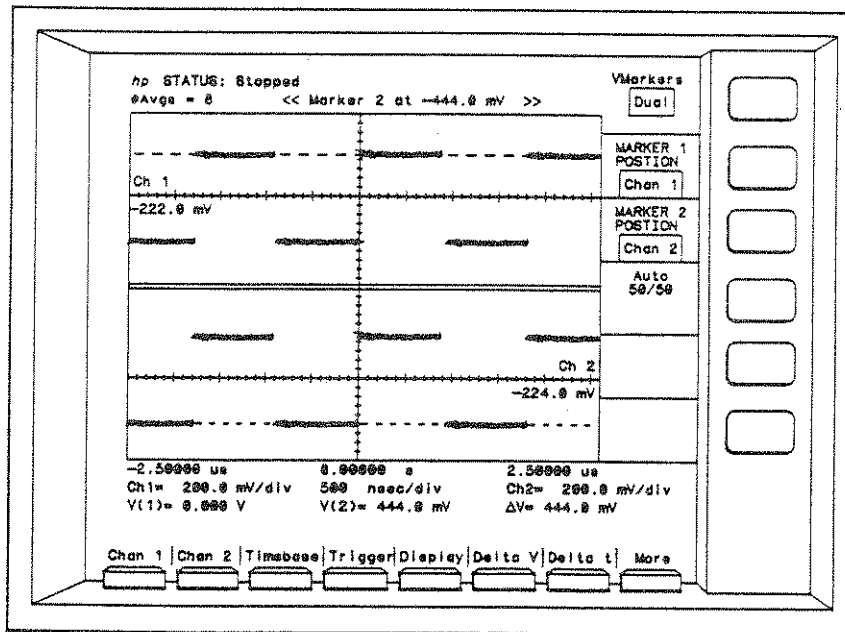 hp STATUS: Stopped
#Avgs = 8 << Marker 2 at -444.0 mV >>
VMarkers
Dual
MARKER 1
POSTION
Chan 1
MARKER 2
POSTION
Chan 2
Auto
50/50
Ch 1
-222.0 mV
Ch 2
-224.0 mV
-2.50000 us 0.00000 s 2.50000 us
Ch1= 200.0 mV/div 500 nsec/div Ch2= 200.0 mV/div
V(1)= 0.000 V V(2)= 444.0 mV ΔV= 444.0 mV
Chan 1 Chan 2 Timebase Trigger Display Delta V Delta t More